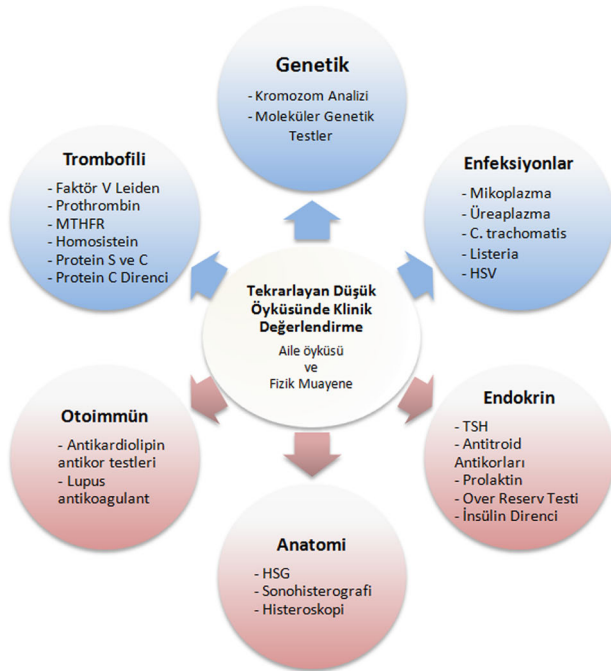 Genetik
- Kromozom Analizi
- Moleküler Genetik
Testler
Trombofili
- Faktör V Leiden
- Prothrombin
- MTHFR
- Homosistein
- Protein S ve C
- Protein C Direnci
Enfeksiyonlar
- Mikoplazma
- Üreaplazma
- C. trachomatis
- Listeria
- HSV
Tekrarlayan Düşük
Öyküsünde Klinik
Değerlendirme
Aile öyküsü
ve
Fizik Muayene
Otoimmün
- Antikardiolipin
antikor testleri
- Lupus
antikoagulant
Endokrin
- TSH
- Antitroid
Antikorları
- Prolaktin
- Over Reserv Testi
- İnsülin Direnci
Anatomi
- HSG
- Sonohisterografi
- Histeroskopi